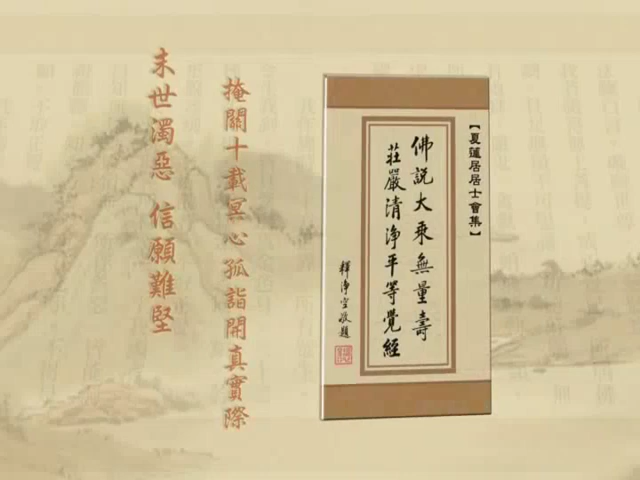 【夏蓮居居士會集】
佛說大乘無量壽
莊嚴清淨平等覺經
釋淨空敬題
掩關十載冥心孤詣開真實際
末世濁惡 信願難堅